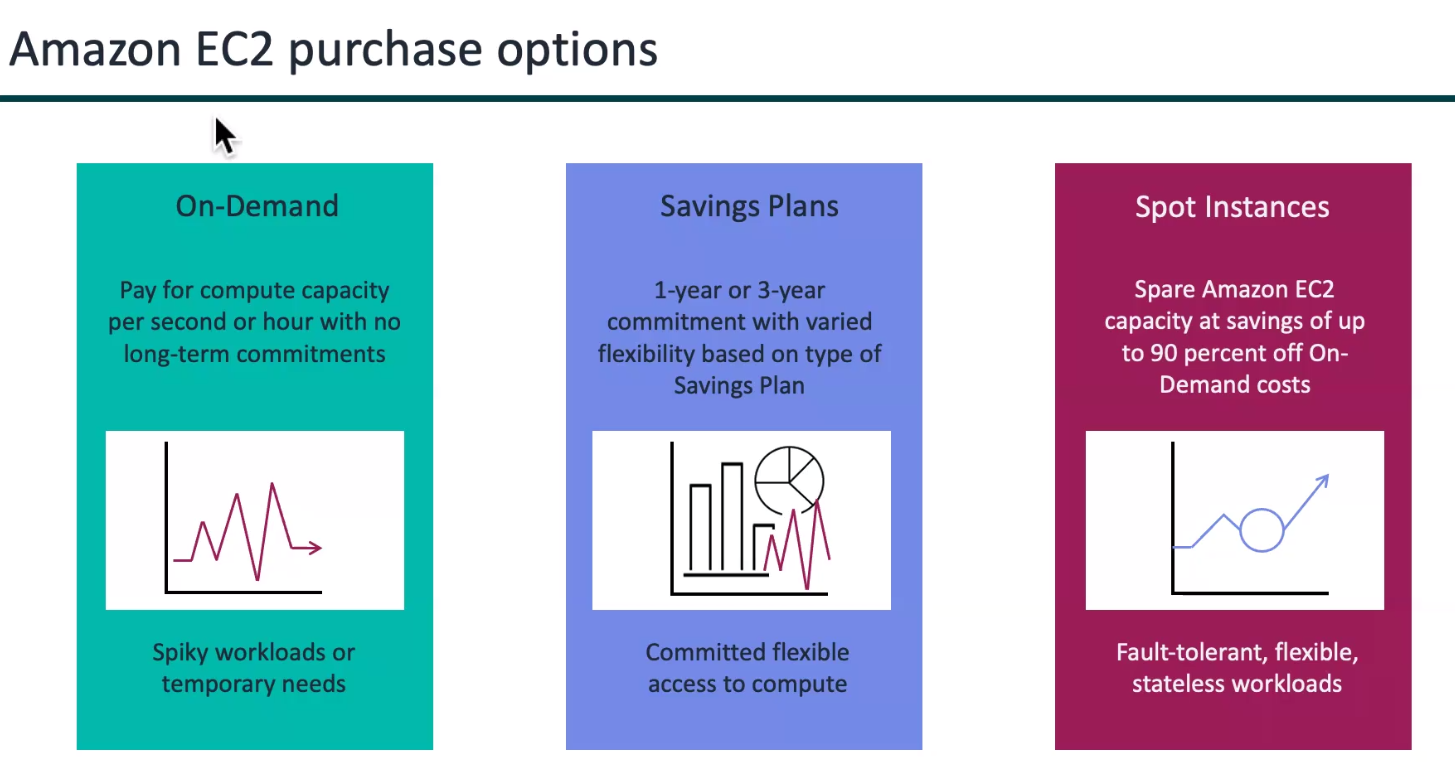 Amazon EC2 purchase options
On-Demand
Pay for compute capacity
per second or hour with no
long-term commitments
Spiky workloads or
temporary needs
Savings Plans
1-year or 3-year
commitment with varied
flexibility based on type of
Savings Plan
Committed flexible
access to compute
Spot Instances
Spare Amazon EC2
capacity at savings of up
to 90 percent off On-
Demand costs
Fault-tolerant, flexible,
stateless workloads